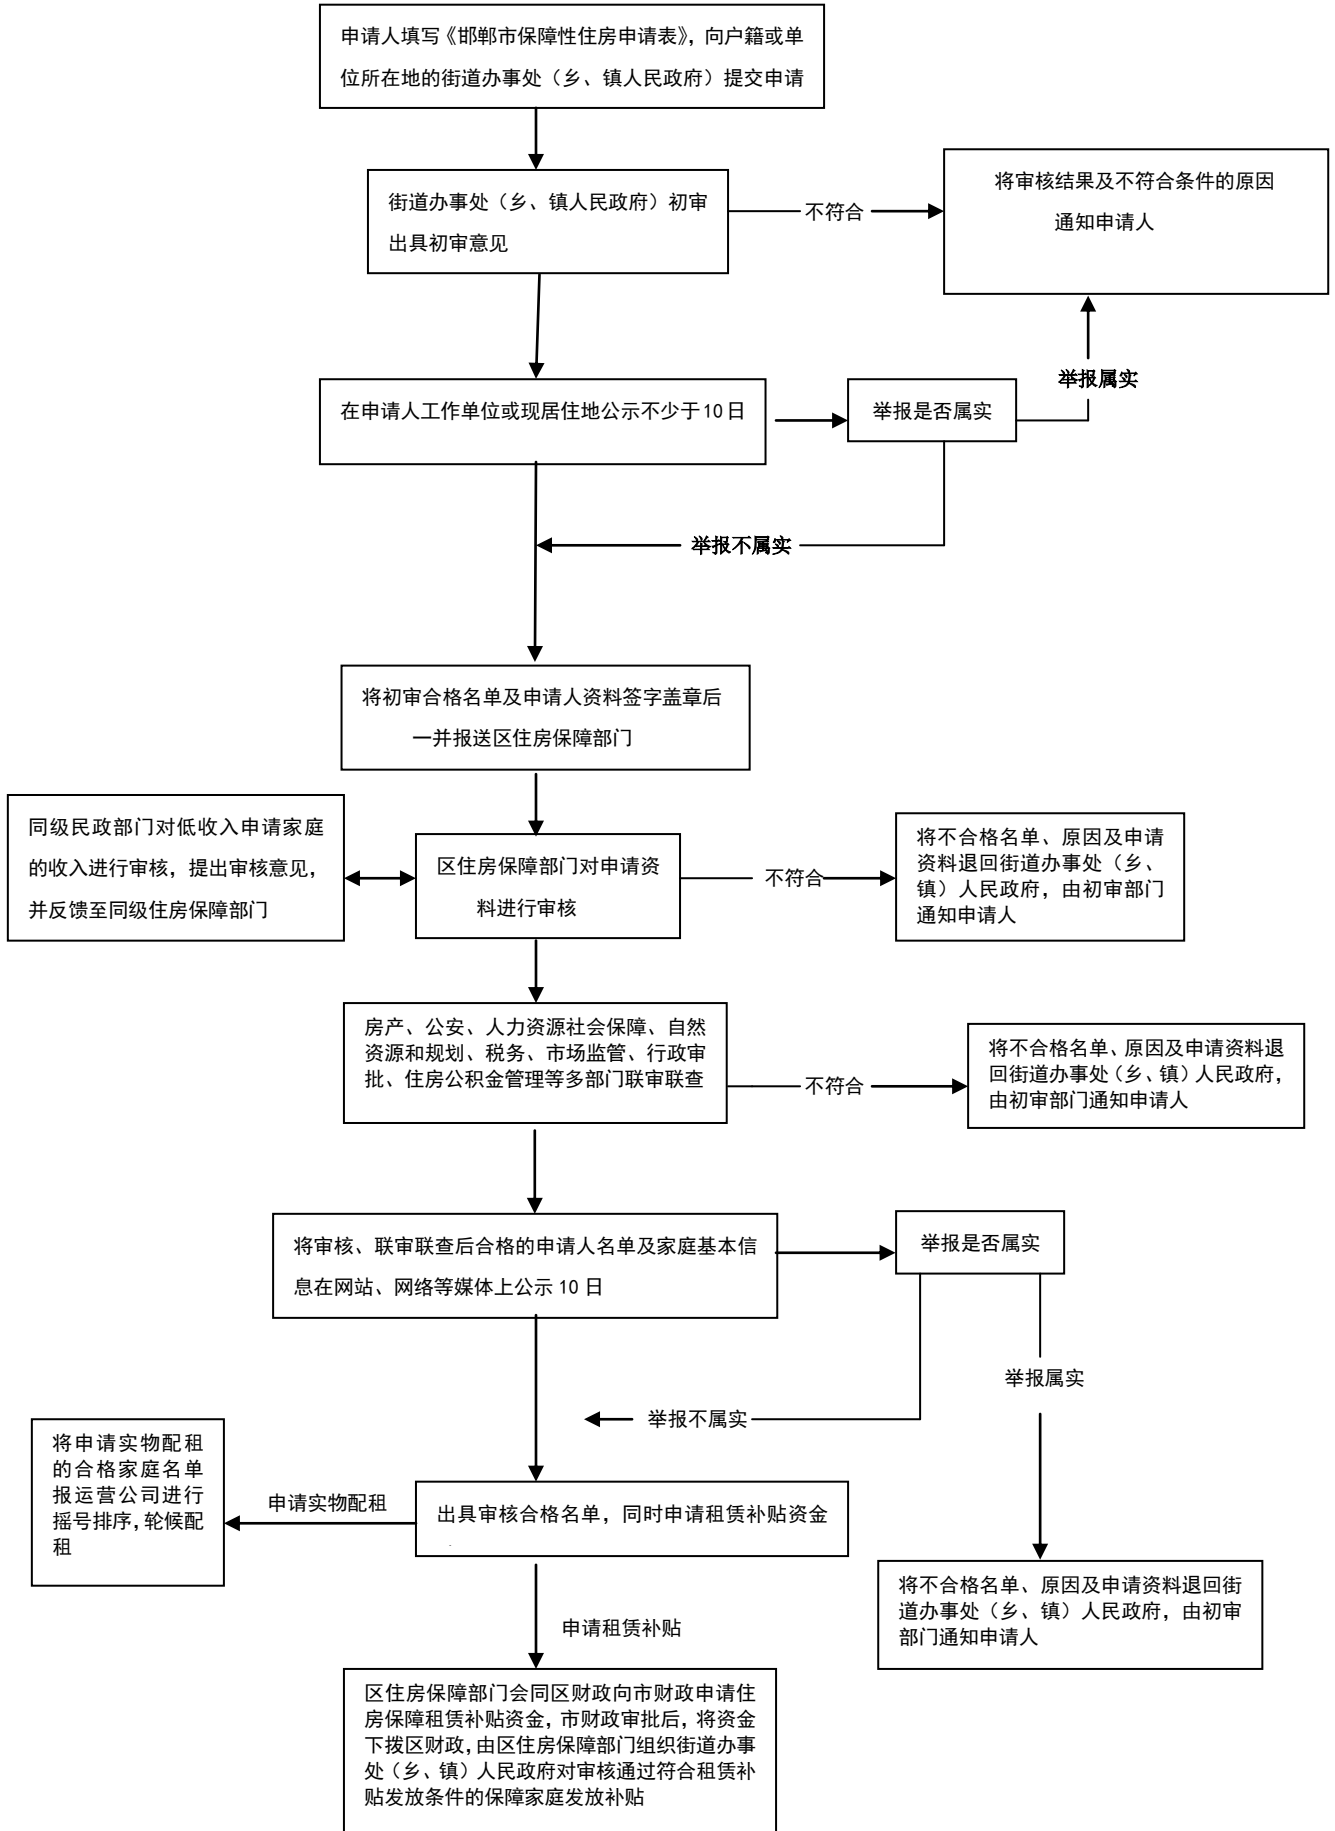 申请人填写《邯郸市保障性住房申请表》，向户籍或单
位所在地的街道办事处（乡、镇人民政府）提交申请
街道办事处（乡、镇人民政府）初审
出具初审意见
不符合
将审核结果及不符合条件的原因
通知申请人
举报属实
在申请人工作单位或现居住地公示不少于10日
举报是否属实
举报不属实
将初审合格名单及申请人资料签字盖章后
一并报送区住房保障部门
同级民政部门对低收入申请家庭
的收入进行审核，提出审核意见，
并反馈至同级住房保障部门
区住房保障部门对申请资
料进行审核
不符合
将不合格名单、原因及申请
资料退回街道办事处（乡、
镇）人民政府，由初审部门
通知申请人
房产、公安、人力资源社会保障、自然
资源和规划、税务、市场监管、行政审
批、住房公积金管理等多部门联审联查
不符合
将不合格名单、原因及申请资料退
回街道办事处（乡、镇）人民政府，
由初审部门通知申请人
将审核、联审联查后合格的申请人名单及家庭基本信
息在网站、网络等媒体上公示 10 日
举报是否属实
举报属实
举报不属实
将申请实物配租
的合格家庭名单
报运营公司进行
摇号排序，轮候配
租
申请实物配租
出具审核合格名单，同时申请租赁补贴资金
将不合格名单、原因及申请资料退回街
道办事处（乡、镇）人民政府，由初审
部门通知申请人
申请租赁补贴
区住房保障部门会同区财政向市财政申请住
房保障租赁补贴资金，市财政审批后，将资金
下拨区财政，由区住房保障部门组织街道办事
处（乡、镇）人民政府对审核通过符合租赁补
贴发放条件的保障家庭发放补贴